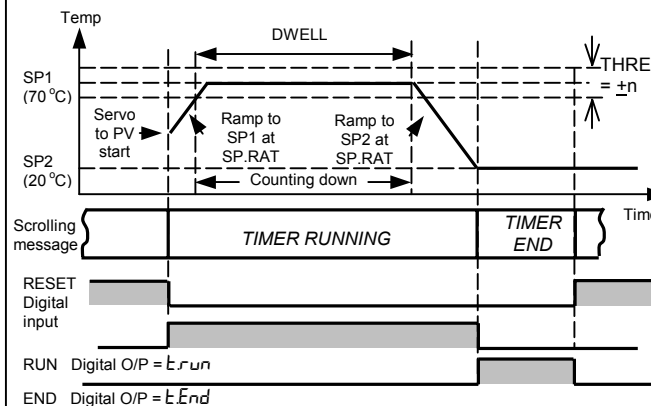 Temp
DWELL
THRE
= ±n
SP1
(70 °C)
Servo
to PV
start
Ramp to
SP1 at
SP.RAT
Ramp to
SP2 at
SP.RAT
SP2
(20 °C)
Counting down
Time
Scrolling
message
TIMER RUNNING
TIMER
END
RESET
Digital
input
RUN Digital O/P = t.run
END Digital O/P = t.End